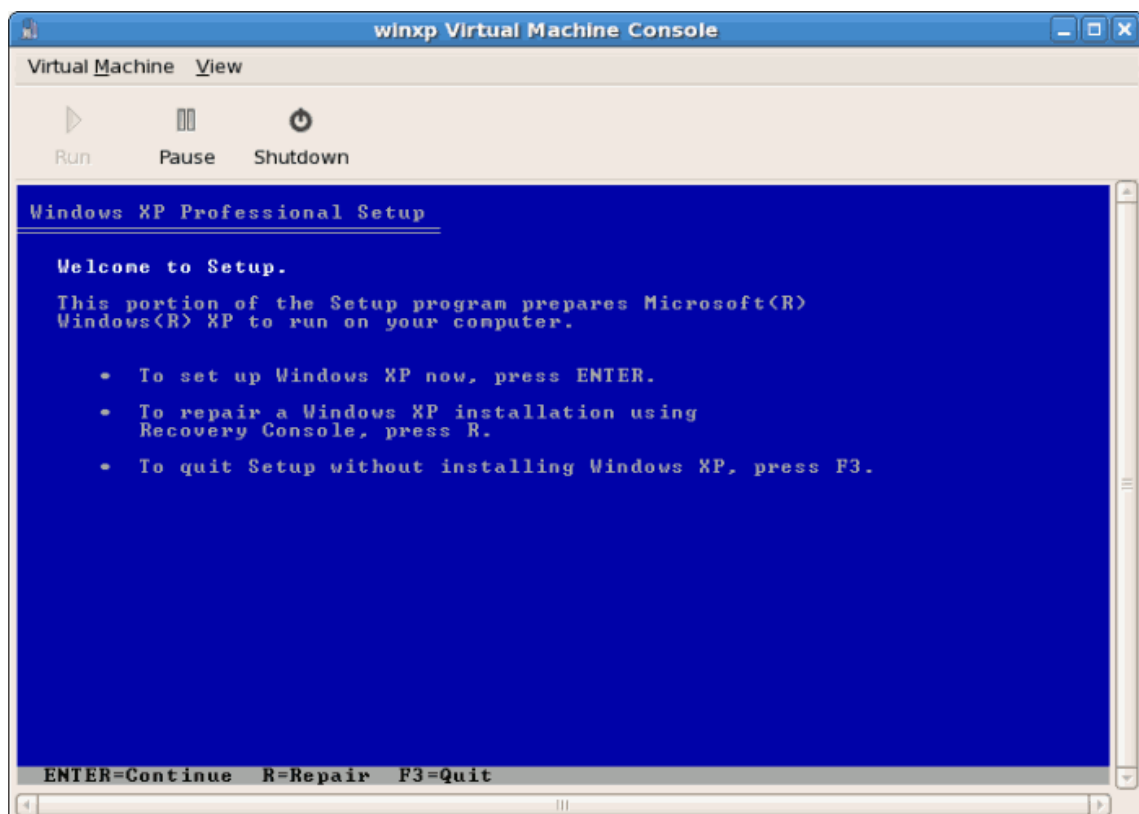 winxp Virtual Machine Console
Virtual Machine View
Run Pause Shutdown
Windows XP Professional Setup
Welcome to Setup.
This portion of the Setup program prepares Microsoft(R)
Windows(R) XP to run on your computer.
• To set up Windows XP now, press ENTER.
• To repair a Windows XP installation using
Recovery Console, press R.
• To quit Setup without installing Windows XP, press F3.
ENTER=Continue R=Repair F3=Quit